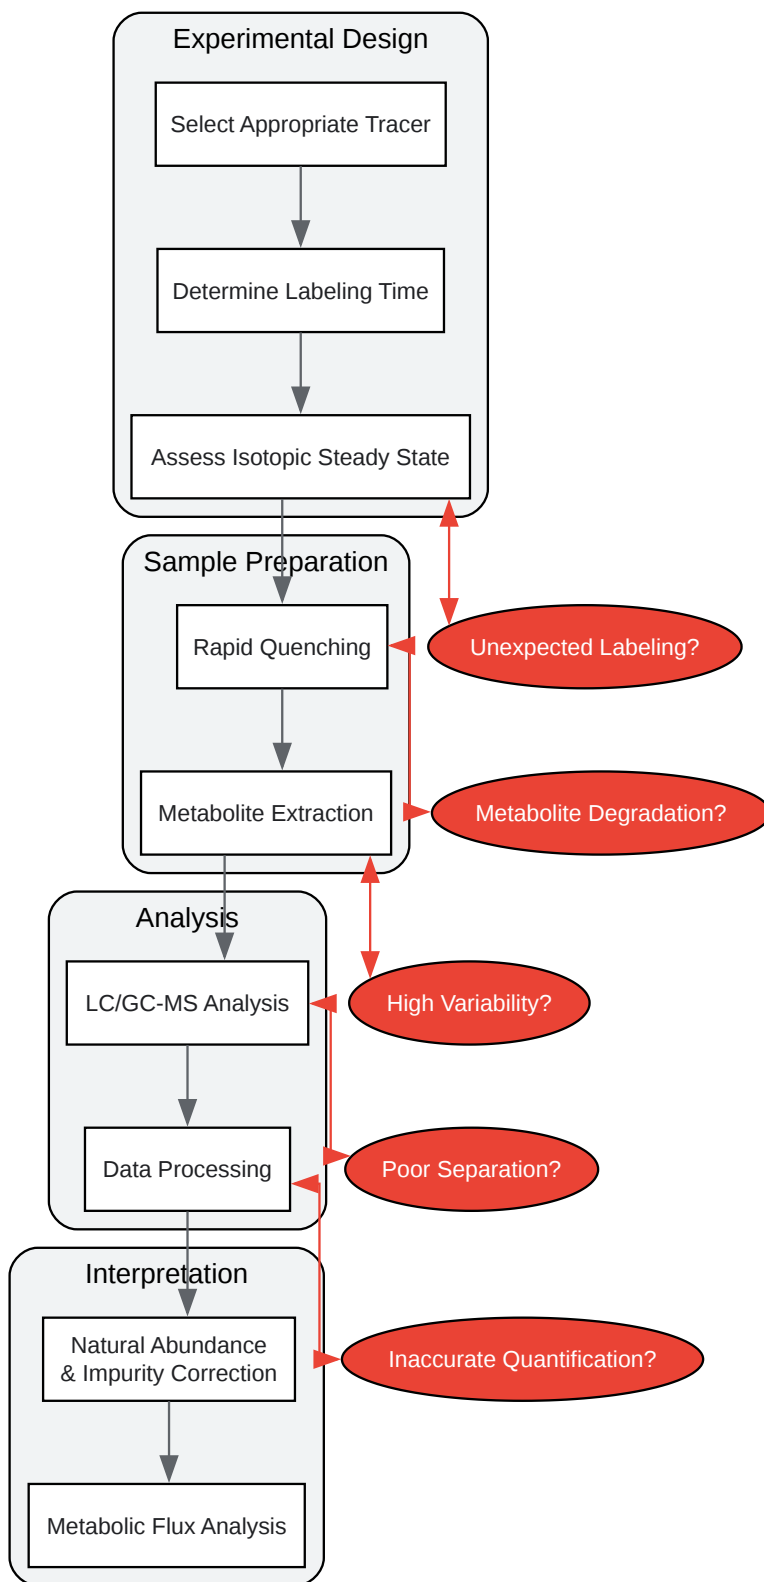 Experimental Design
Select Appropriate Tracer
Determine Labeling Time
Assess Isotopic Steady State
Sample Preparation
Rapid Quenching
Unexpected Labeling?
Metabolite Extraction
Metabolite Degradation?
Analysis
LC/GC-MS Analysis
High Variability?
Data Processing
Poor Separation?
Interpretation
Natural Abundance
& Impurity Correction
Inaccurate Quantification?
Metabolic Flux Analysis